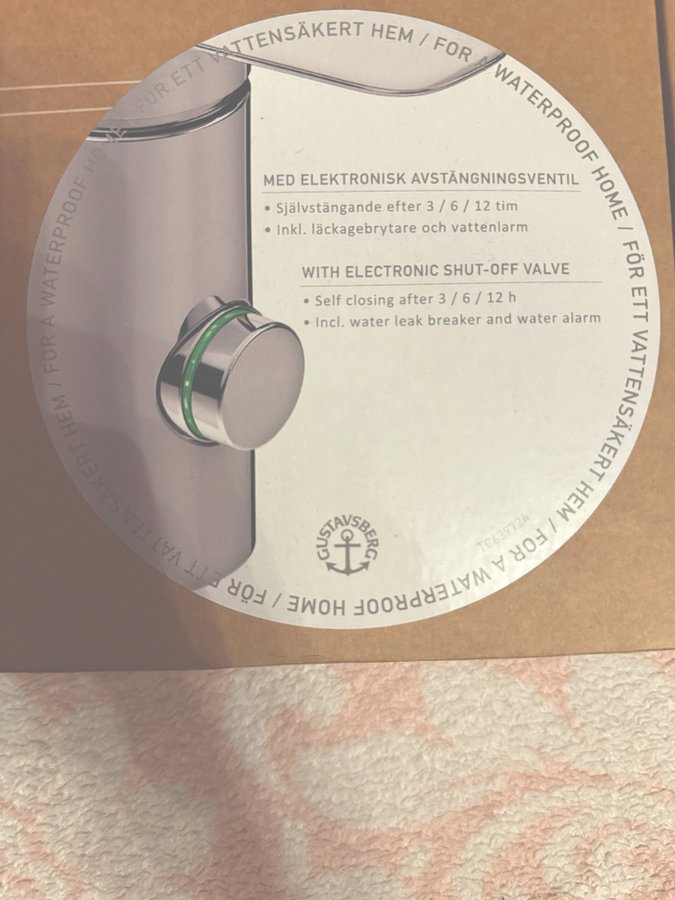 FÖR ETT VATTENSÄKERT HEM / FOR A WATERPROOF HOME / FÖR ETT VATTENSÄKERT HEM / FOR A WATERPROOF HOME / FÖR ETT VATTENSÄKERT HEM / FOR A WATERPROOF HOME /
MED ELEKTRONISK AVSTÄNGNINGSVENTIL
• Självstängande efter 3 / 6 / 12 tim
• Inkl. läckagebrytare och vattenlarm
WITH ELECTRONIC SHUT-OFF VALVE
• Self closing after 3 / 6 / 12 h
• Incl. water leak breaker and water alarm
GUSTAVSBERG
TC639724